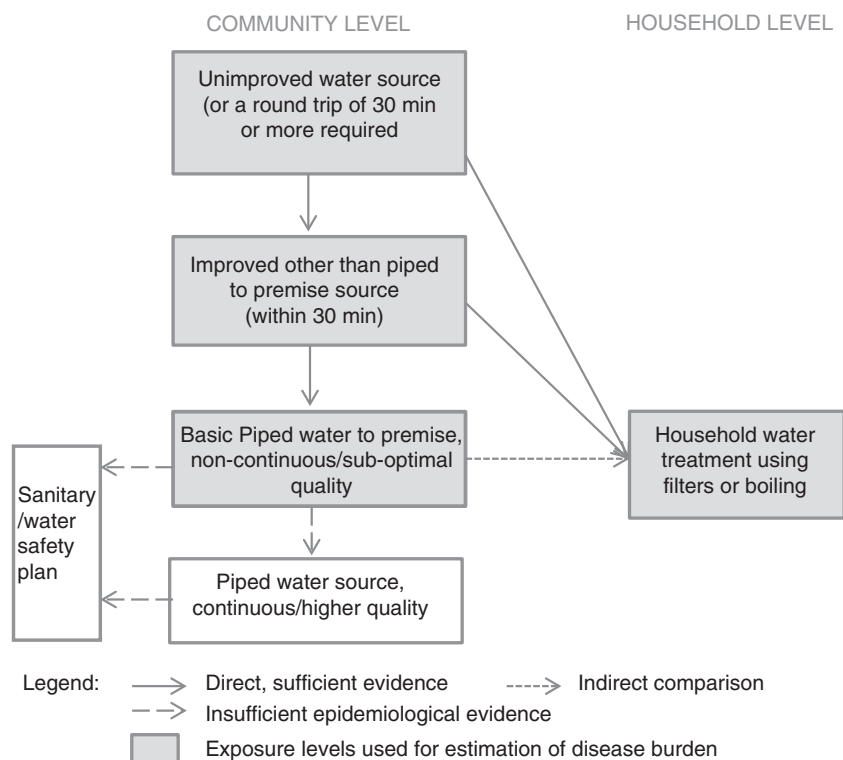 COMMUNITY LEVEL
HOUSEHOLD LEVEL
Unimproved water source
(or a round trip of 30 min
or more required
Improved other than piped
to premise source
(within 30 min)
Basic Piped water to premise,
non-continuous/sub-optimal
quality
Household water
treatment using
filters or boiling
Sanitary
/water
safety
plan
Piped water source,
continuous/higher quality
Legend:
Direct, sufficient evidence
Indirect comparison
Insufficient epidemiological evidence
Exposure levels used for estimation of disease burden